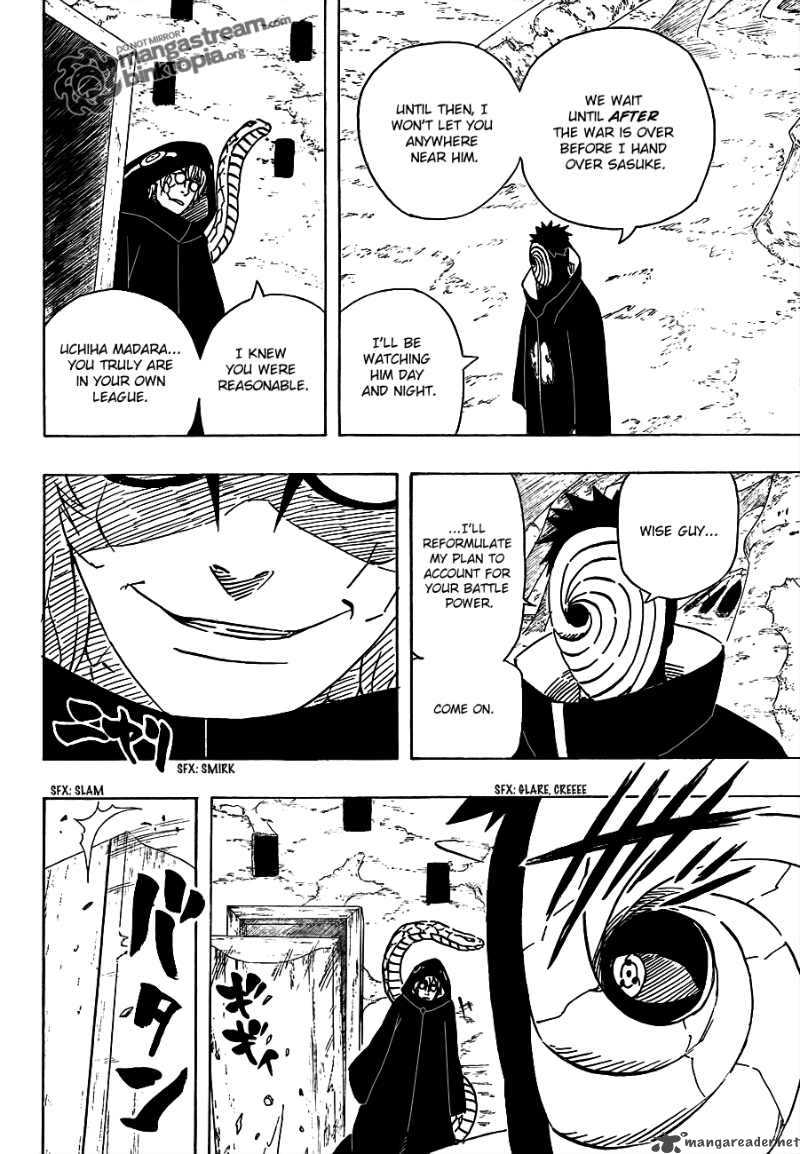 WE WAIT
UNTIL AFTER
THE WAR IS OVER
BEFORE I HAND
OVER SASUKE.
UNTIL THEN, I
WON'T LET YOU
ANYWHERE
NEAR HIM.
I'LL BE
WATCHING
HIM DAY
AND NIGHT.
DO NOT MIRROR
mangastream.com
binktopia.org
I KNEW
YOU WERE
REASONABLE.
UCHIHA MADARA...
YOU TRULY ARE
IN YOUR OWN
LEAGUE.
WISE GUY...
...I'LL
REFORMULATE
MY PLAN TO
ACCOUNT FOR
YOUR BATTLE
POWER.
COME ON.
ニヤリ
SFX: SMIRK
SFX: GLARE, CREEEE
ギギィ
SFX: SLAM
バタン
mangareader.net